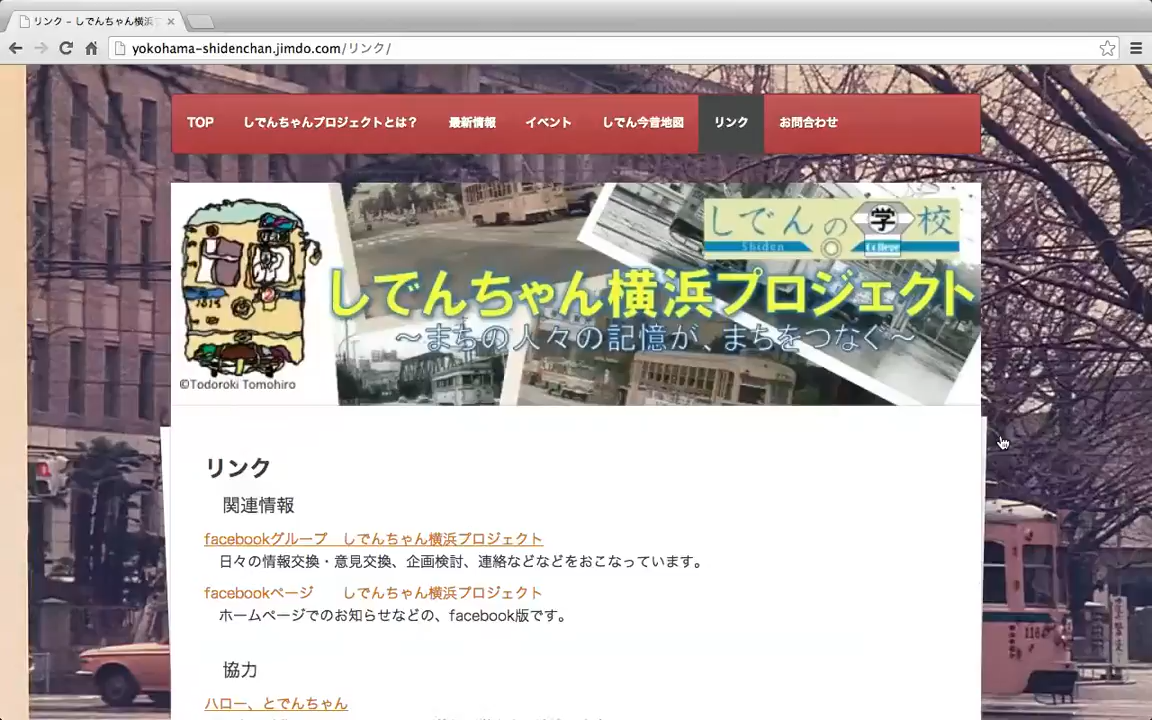 リンク - しでんちゃん横浜
yokohama-shidenchan.jimdo.com/リンク/
TOP しでんちゃんプロジェクトとは？ 最新情報 イベント しでん今昔地図 リンク お問合わせ
しでんの学校
Shiden College
しでんちゃん横浜プロジェクト
〜まちの人々の記憶が、まちをつなぐ〜
©Todoroki Tomohiro
リンク
関連情報
facebookグループ　しでんちゃん横浜プロジェクト
日々の情報交換・意見交換、企画検討、連絡などなどをおこなっています。
facebookページ　　しでんちゃん横浜プロジェクト
ホームページでのお知らせなどの、facebook版です。
協力
ハロー、とでんちゃん